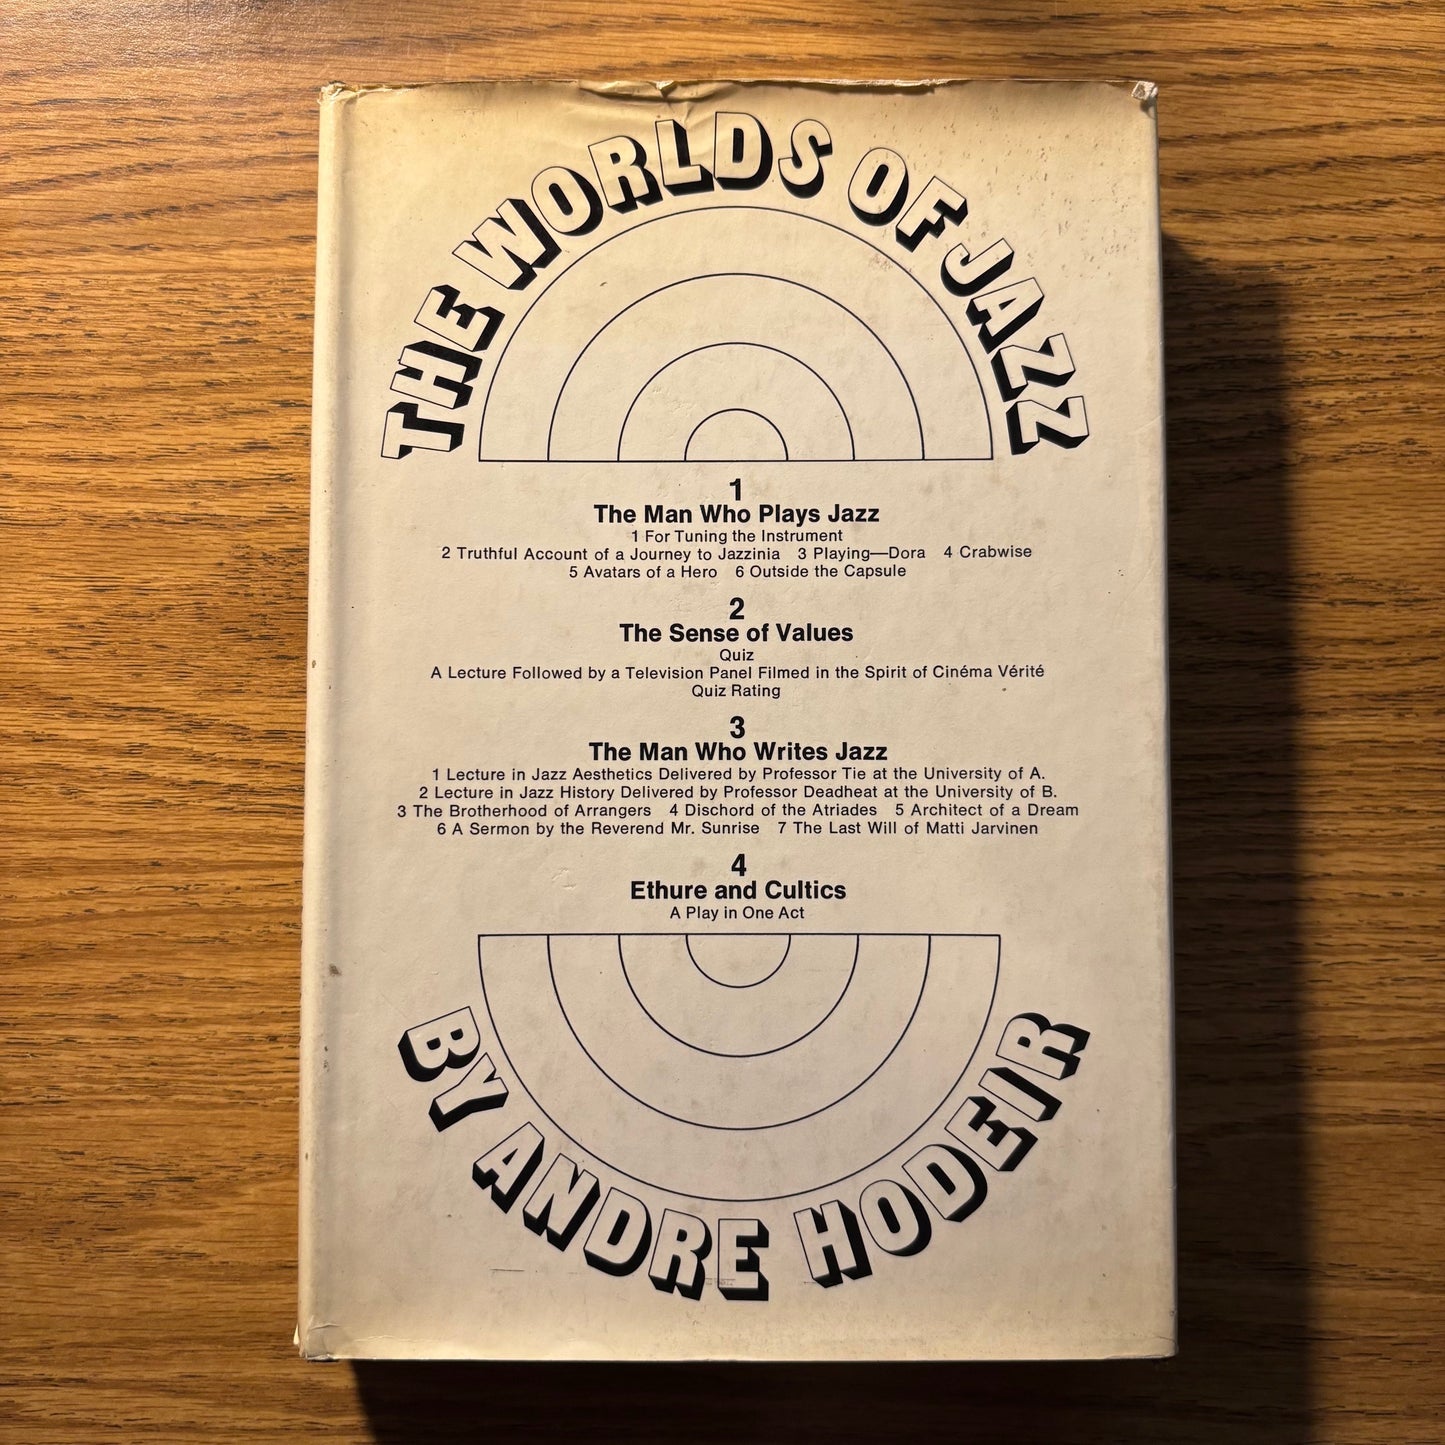 THE WORLDS OF JAZZ
1
The Man Who Plays Jazz
1 For Tuning the Instrument
2 Truthful Account of a Journey to Jazzinia 3 Playing—Dora 4 Crabwise
5 Avatars of a Hero 6 Outside the Capsule
2
The Sense of Values
Quiz
A Lecture Followed by a Television Panel Filmed in the Spirit of Cinéma Vérité
Quiz Rating
3
The Man Who Writes Jazz
1 Lecture in Jazz Aesthetics Delivered by Professor Tie at the University of A.
2 Lecture in Jazz History Delivered by Professor Deadheat at the University of B.
3 The Brotherhood of Arrangers 4 Dischord of the Atriades 5 Architect of a Dream
6 A Sermon by the Reverend Mr. Sunrise 7 The Last Will of Matti Jarvinen
4
Ethure and Cultics
A Play in One Act
BY ANDRE HODEIR